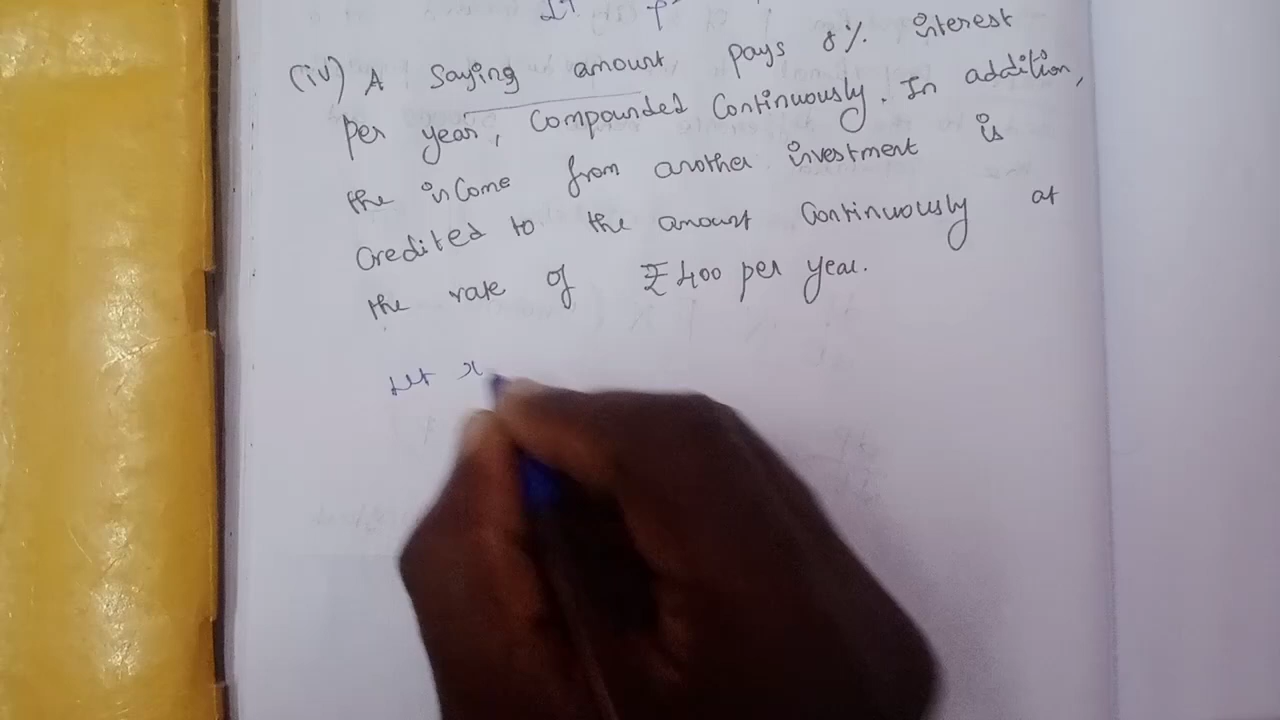 (iv) A Saying amount pays 8% interest
per year, Compounded Continuously. In addition,
the income from another investment is
Credited to the amount Continuously at
the rate of ₹400 per year.
Let x